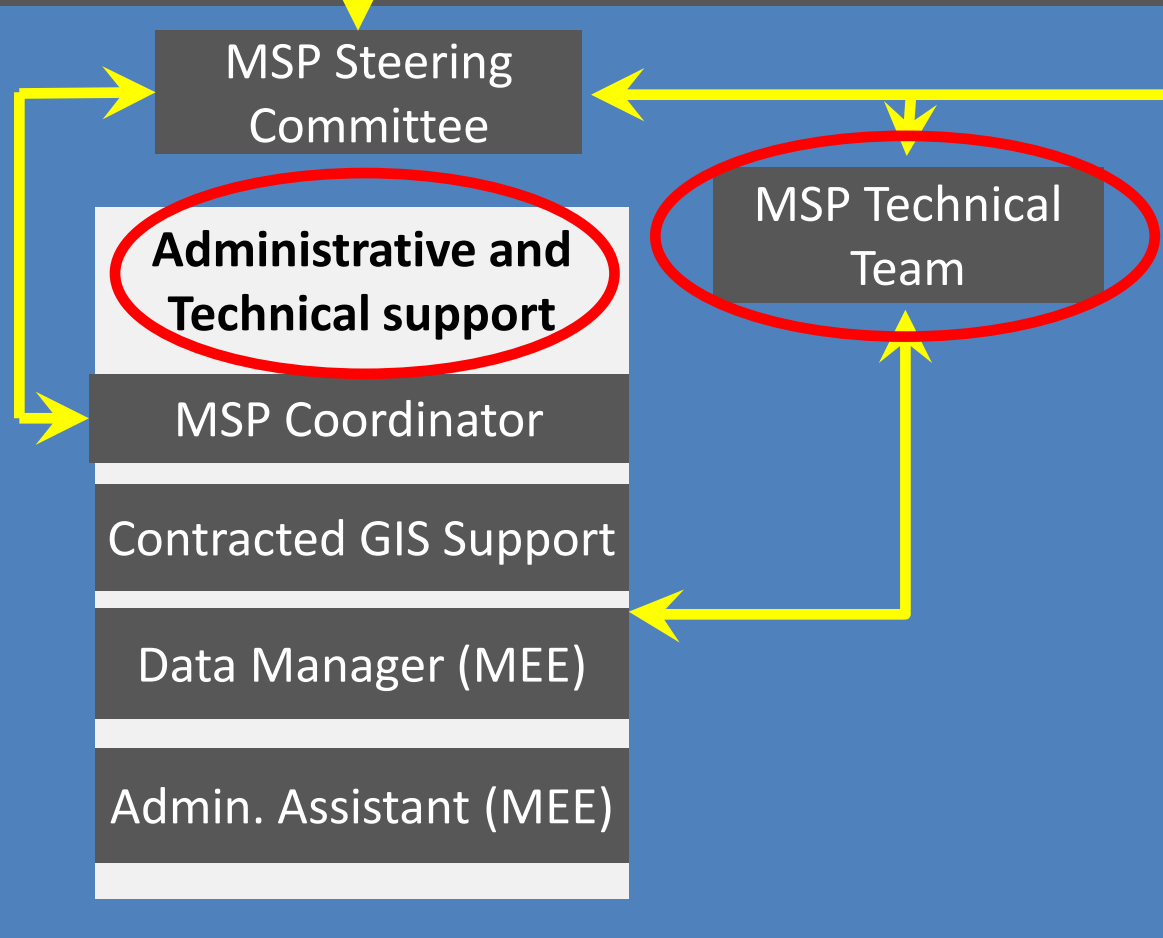 MSP Steering
Committee
Administrative and
Technical support
MSP Technical
Team
MSP Coordinator
Contracted GIS Support
Data Manager (MEE)
Admin. Assistant (MEE)